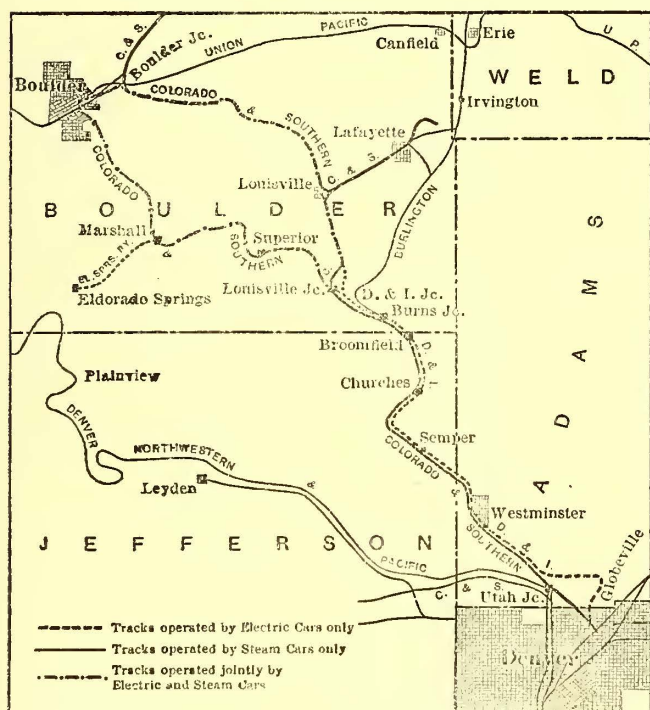 C. & S.
PACIFIC
UNION
Boulder Jc.
Canfield
Erie
U. P.
Boulder
W E L D
COLORADO & SOUTHERN
Irvington
Lafayette
C. & S.
COLORADO & SOUTHERN
Louisville
B O U L D E R
BURLINGTON
Marshall
Superior
EL. SPRS. RY.
Eldorado Springs
Louisville Jc.
D. & I. Jc.
Burns Jc.
A D A M S
Broomfield
D. & I.
Plainview
Churches
DENVER NORTHWESTERN & PACIFIC
Semper
COLORADO & SOUTHERN
Leyden
Westminster
D. & I.
J E F F E R S O N
Globeville
C. & S.
Utah Jc.
Denver
Tracks operated by Electric Cars only
Tracks operated by Steam Cars only
Tracks operated jointly by
Electric and Steam Cars